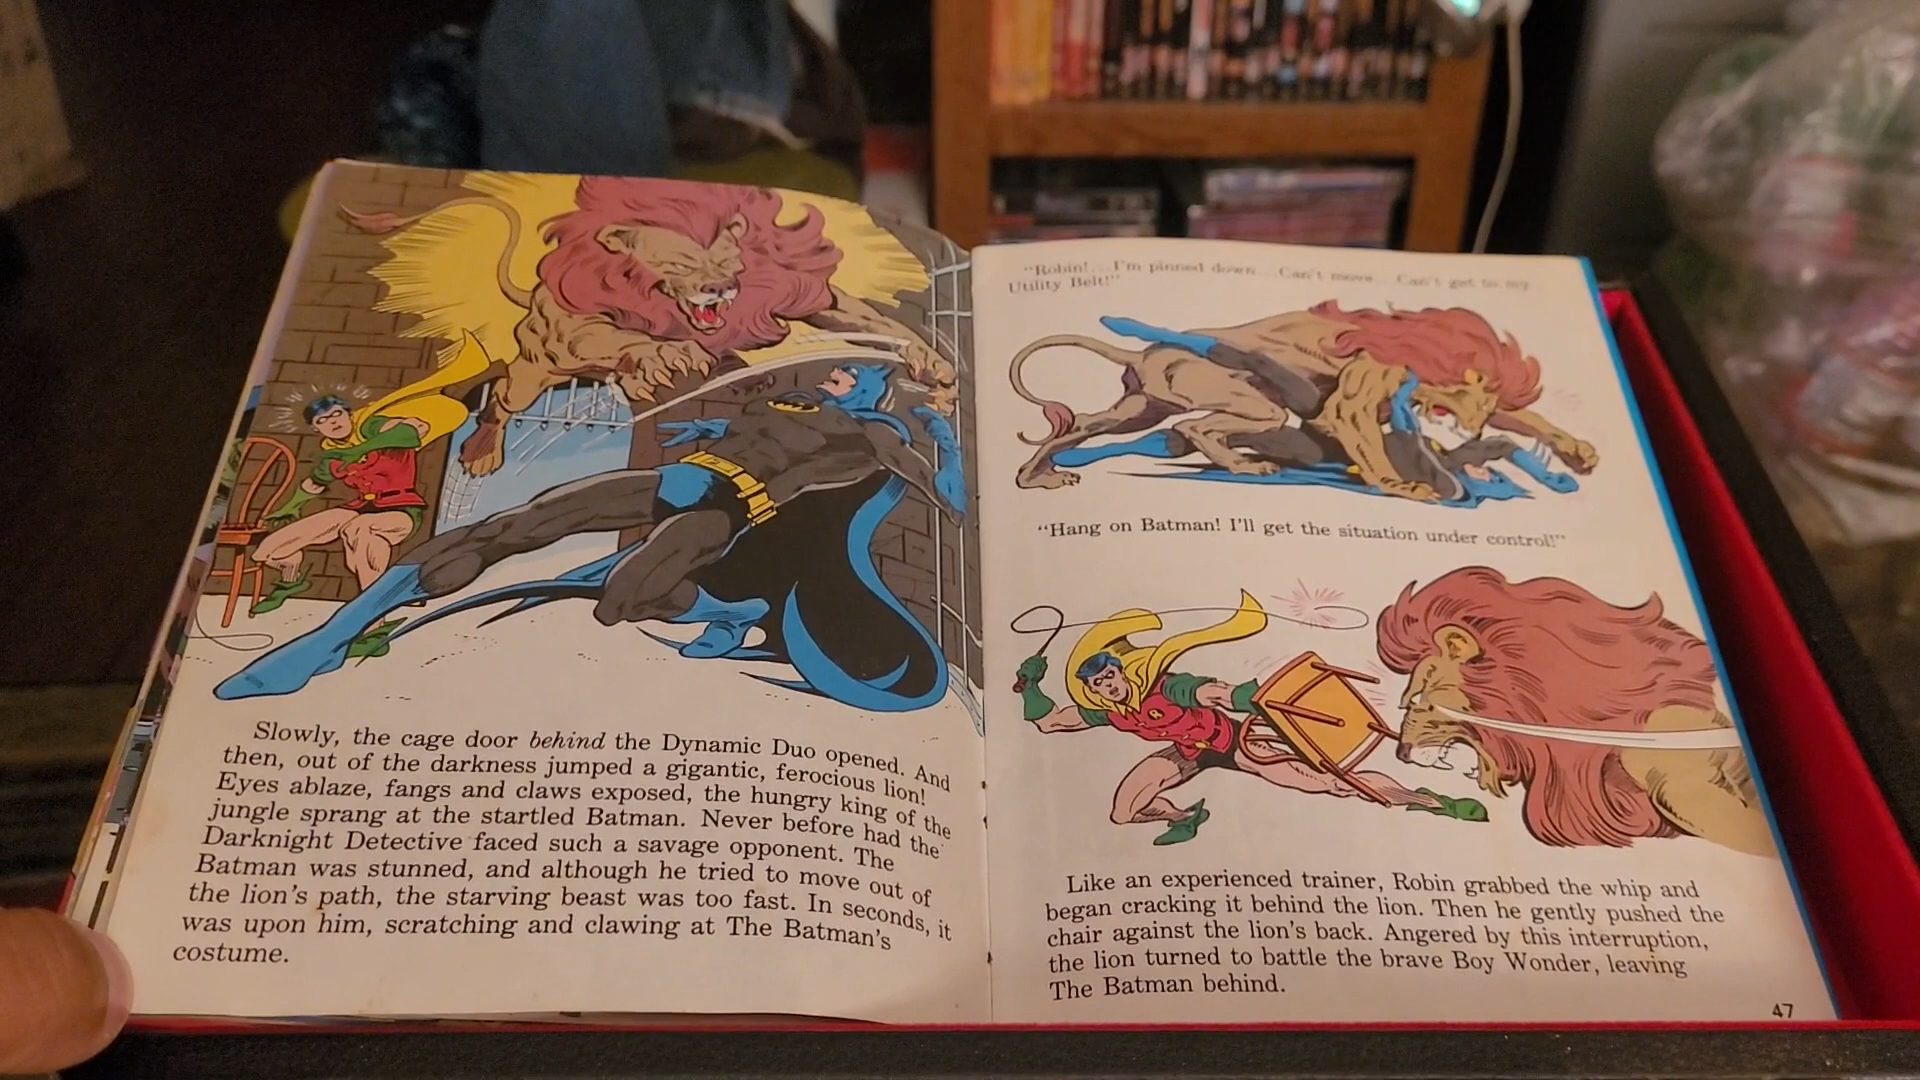 Slowly, the cage door behind the Dynamic Duo opened. And
then, out of the darkness jumped a gigantic, ferocious lion!
Eyes ablaze, fangs and claws exposed, the hungry king of the
jungle sprang at the startled Batman. Never before had the
Darknight Detective faced such a savage opponent. The
Batman was stunned, and although he tried to move out of
the lion's path, the starving beast was too fast. In seconds, it
was upon him, scratching and clawing at The Batman's
costume.
"Robin!...I'm pinned down...Can't move...Can't get to my
Utility Belt!"
"Hang on Batman! I'll get the situation under control!"
R
Like an experienced trainer, Robin grabbed the whip and
began cracking it behind the lion. Then he gently pushed the
chair against the lion's back. Angered by this interruption,
the lion turned to battle the brave Boy Wonder, leaving
The Batman behind.
47